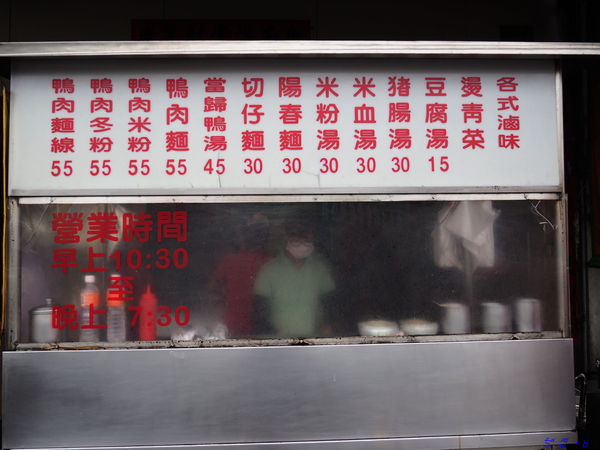 鴨肉麵線 55
鴨肉冬粉 55
鴨肉米粉 55
鴨肉麵 55
當歸鴨湯 45
切仔麵 30
陽春麵 30
米粉湯 30
米血湯 30
猪腸湯 30
豆腐湯 15
燙青菜
各式滷味
營業時間
早上10:30
至
晚上 7:30